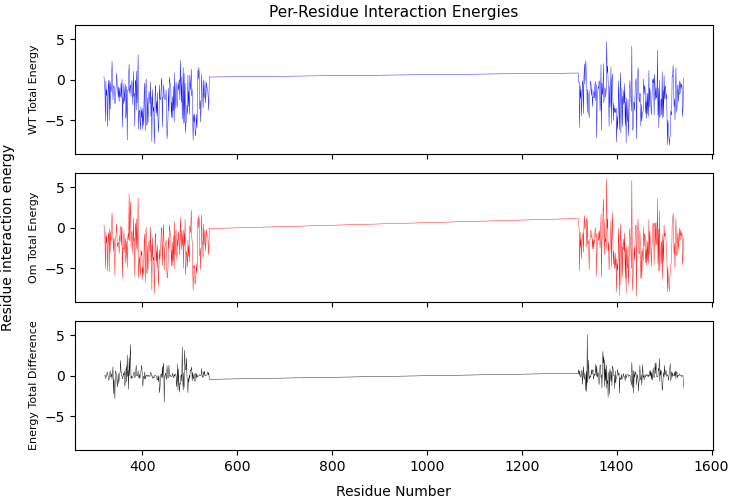 Per-Residue Interaction Energies
Residue interaction energy
WT Total Energy
5
0
−5
Om Total Energy
5
0
−5
Energy Total Difference
5
0
−5
400 600 800 1000 1200 1400 1600
Residue Number